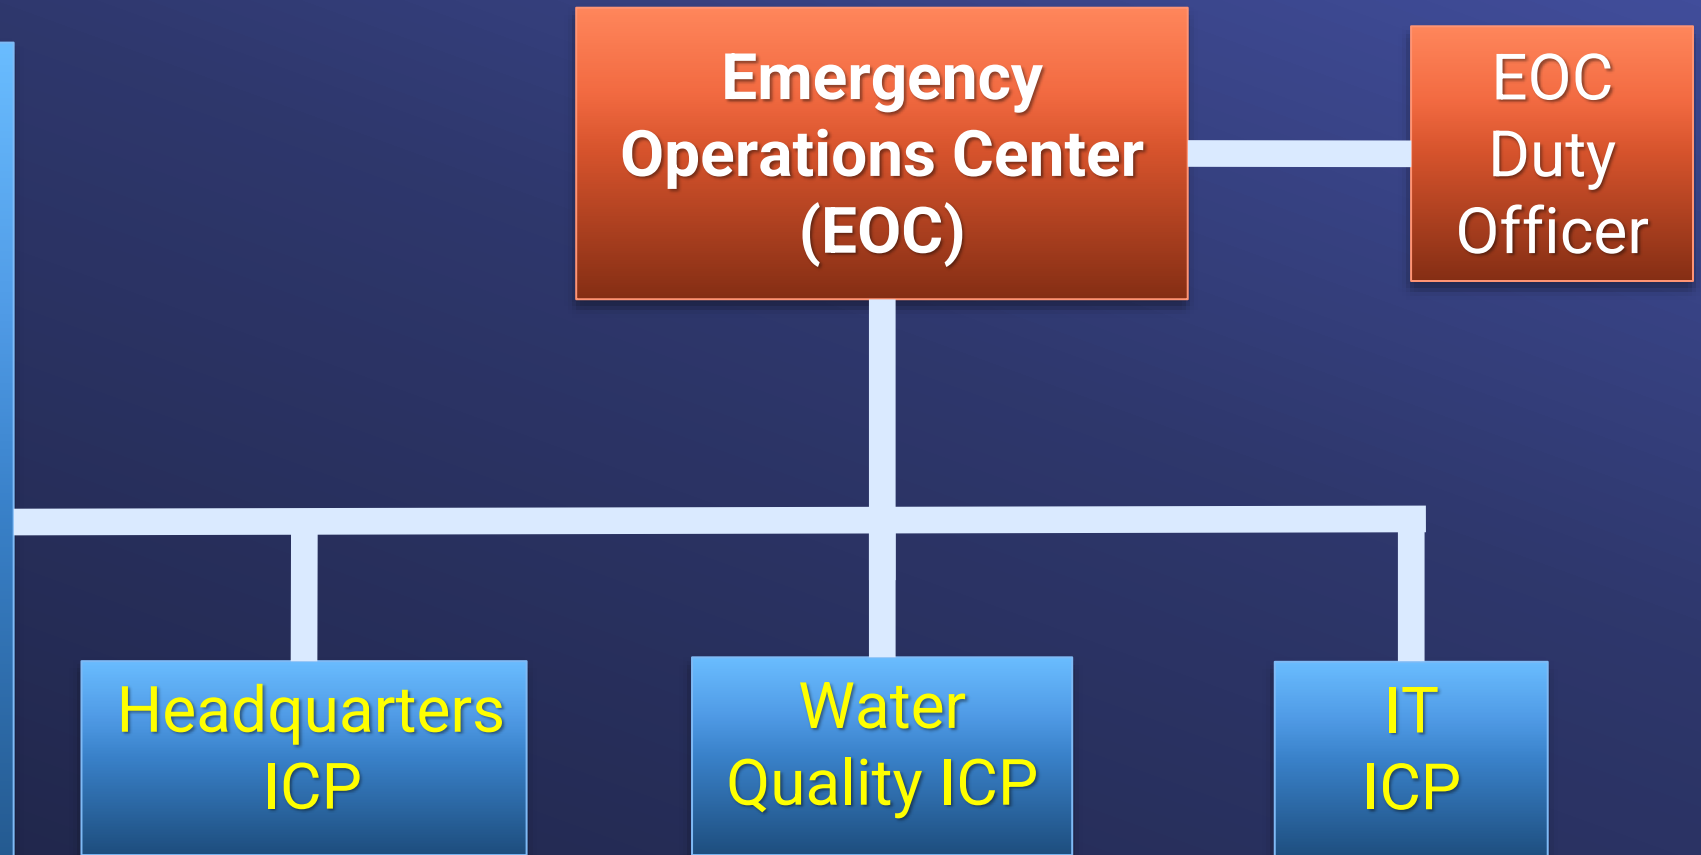 Emergency
Operations Center
(EOC)
EOC
Duty
Officer
Headquarters
ICP
Water
Quality ICP
IT
ICP